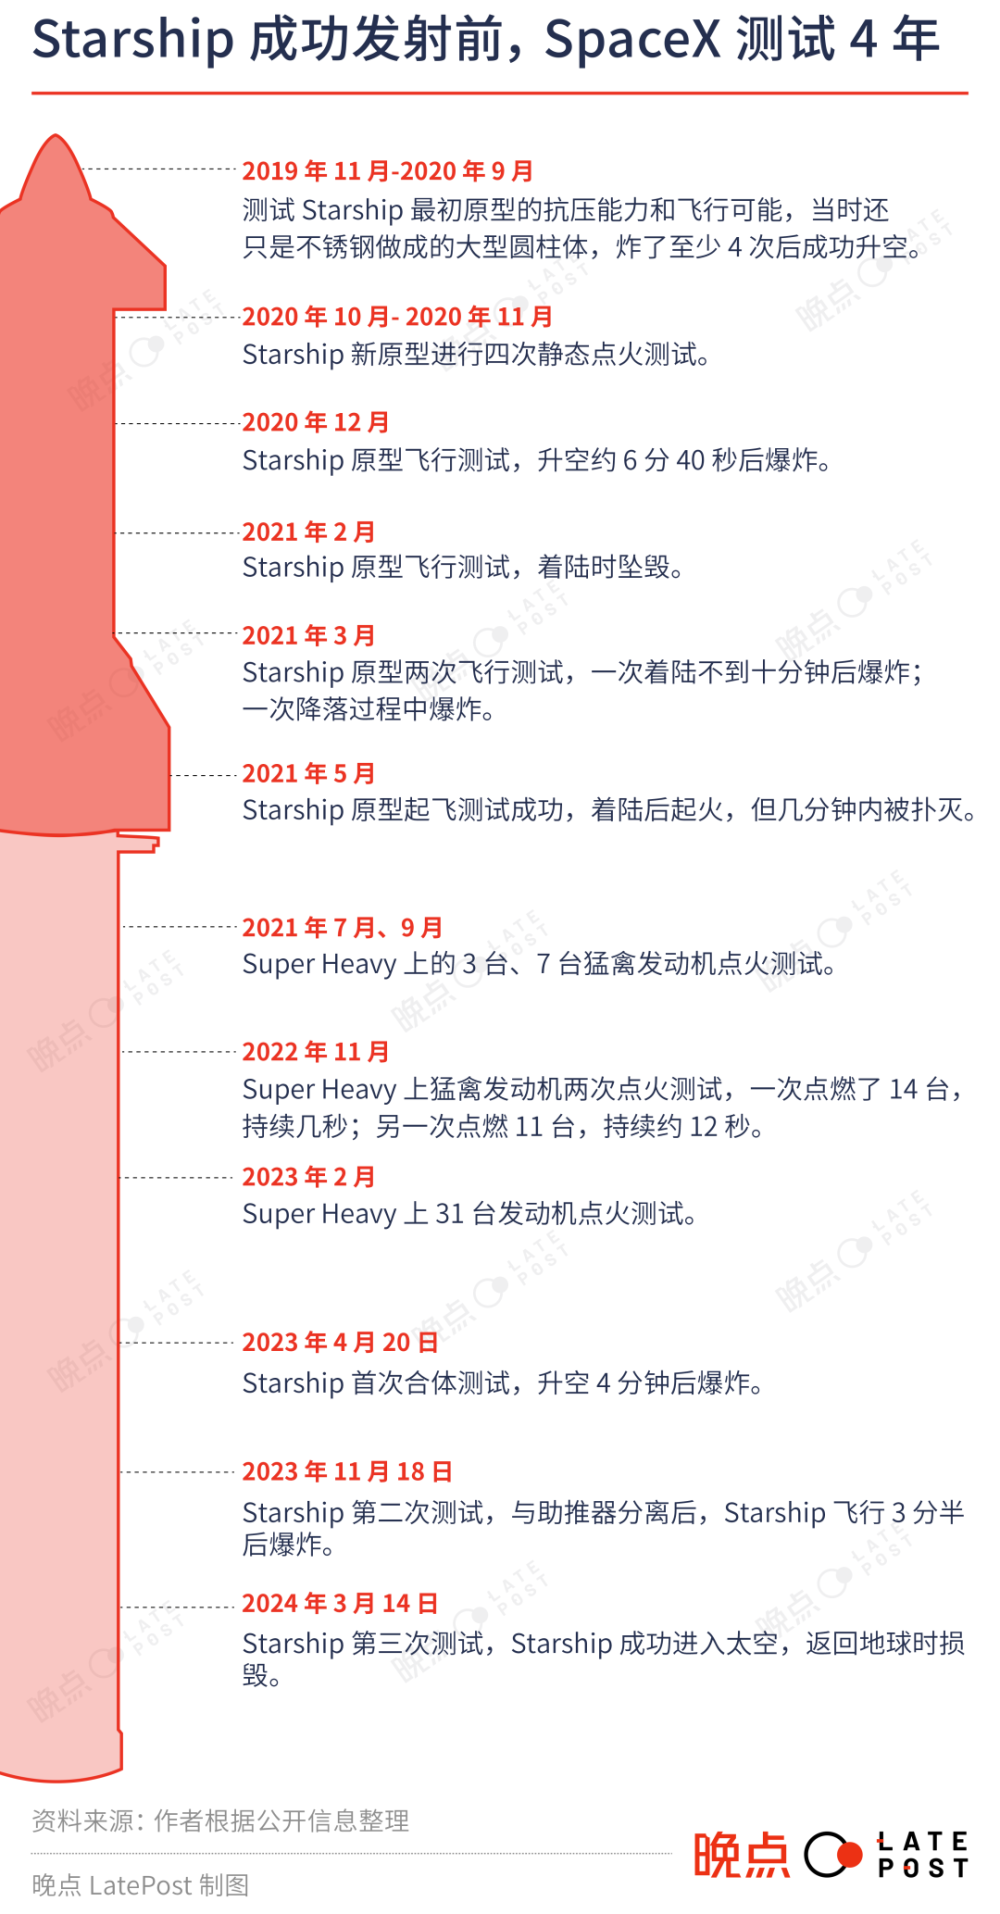 Starship 成功发射前，SpaceX 测试 4 年
2019 年 11 月-2020 年 9 月
测试 Starship 最初原型的抗压能力和飞行可能，当时还
只是不锈钢做成的大型圆柱体，炸了至少 4 次后成功升空。
2020 年 10 月- 2020 年 11 月
Starship 新原型进行四次静态点火测试。
2020 年 12 月
Starship 原型飞行测试，升空约 6 分 40 秒后爆炸。
2021 年 2 月
Starship 原型飞行测试，着陆时坠毁。
2021 年 3 月
Starship 原型两次飞行测试，一次着陆不到十分钟后爆炸；
一次降落过程中爆炸。
2021 年 5 月
Starship 原型起飞测试成功，着陆后起火，但几分钟内被扑灭。
2021 年 7 月、9 月
Super Heavy 上的 3 台、7 台猛禽发动机点火测试。
2022 年 11 月
Super Heavy 上猛禽发动机两次点火测试，一次点燃了 14 台，
持续几秒；另一次点燃 11 台，持续约 12 秒。
2023 年 2 月
Super Heavy 上 31 台发动机点火测试。
2023 年 4 月 20 日
Starship 首次合体测试，升空 4 分钟后爆炸。
2023 年 11 月 18 日
Starship 第二次测试，与助推器分离后，Starship 飞行 3 分半
后爆炸。
2024 年 3 月 14 日
Starship 第三次测试，Starship 成功进入太空，返回地球时损
毁。
资料来源：作者根据公开信息整理
晚点 LatePost 制图
晚点 LATE
POST